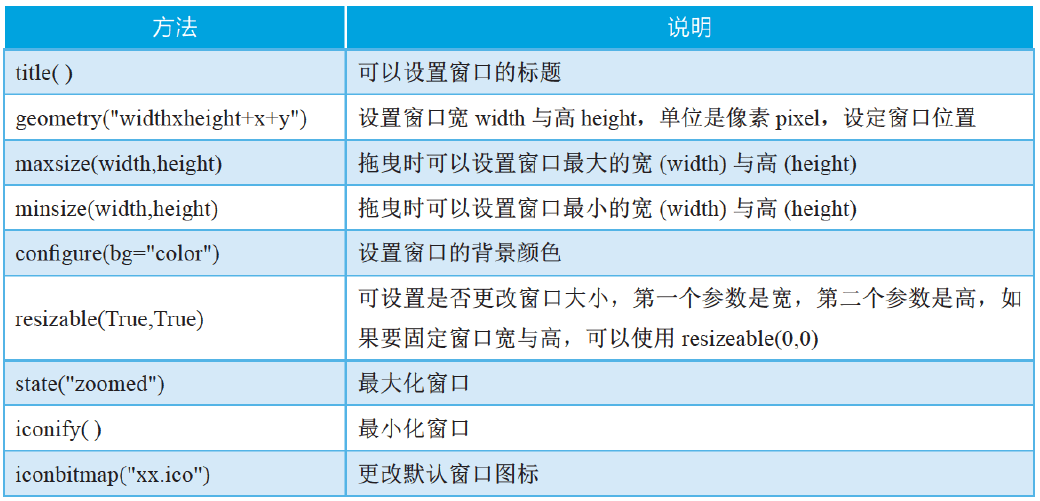 方法 说明
title( ) 可以设置窗口的标题
geometry("widthxheight+x+y") 设置窗口宽 width 与高 height，单位是像素 pixel，设定窗口位置
maxsize(width,height) 拖曳时可以设置窗口最大的宽 (width) 与高 (height)
minsize(width,height) 拖曳时可以设置窗口最小的宽 (width) 与高 (height)
configure(bg="color") 设置窗口的背景颜色
resizable(True,True) 可设置是否更改窗口大小，第一个参数是宽，第二个参数是高，如
果要固定窗口宽与高，可以使用 resizeable(0,0)
state("zoomed") 最大化窗口
iconify( ) 最小化窗口
iconbitmap("xx.ico") 更改默认窗口图标